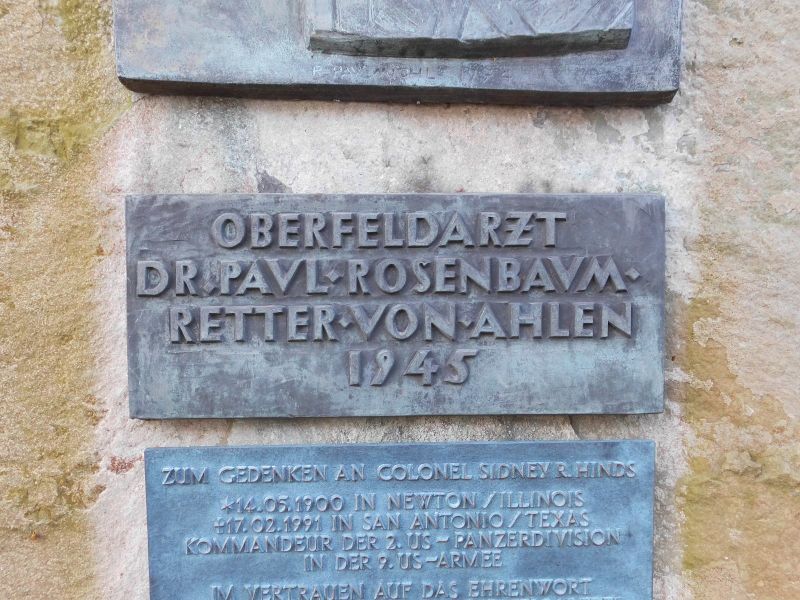 OBERFELDARZT
DR·PAVL·ROSENBAVM·
RETTER·VON·AHLEN
1945
ZUM GEDENKEN AN COLONEL SIDNEY R. HINDS
*14.05.1900 IN NEWTON/ILLINOIS
†17.02.1991 IN SAN ANTONIO/TEXAS
KOMMANDEUR DER 2. US-PANZERDIVISION
IN DER 9. US-ARMEE
IM VERTRAUEN AUF DAS EHRENWORT